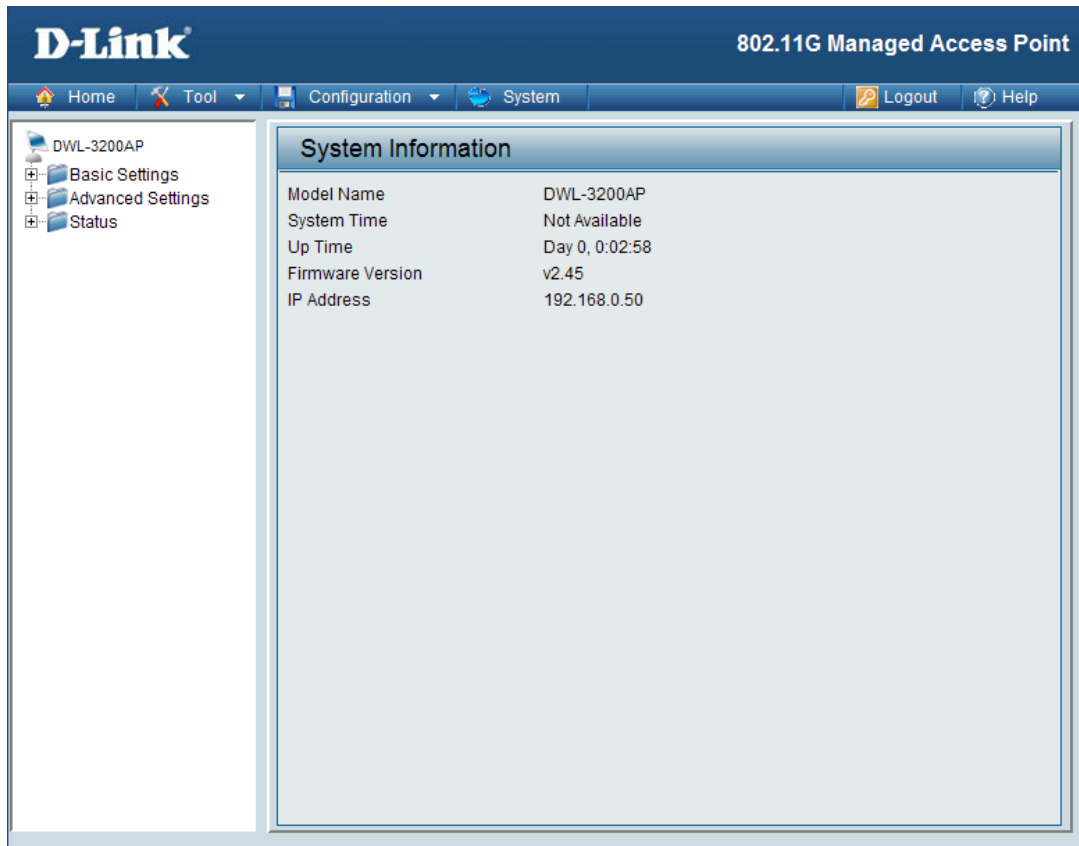 D-Link®
802.11G Managed Access Point
Home Tool Configuration System Logout Help
DWL-3200AP
Basic Settings
Advanced Settings
Status
System Information
Model Name DWL-3200AP
System Time Not Available
Up Time Day 0, 0:02:58
Firmware Version v2.45
IP Address 192.168.0.50